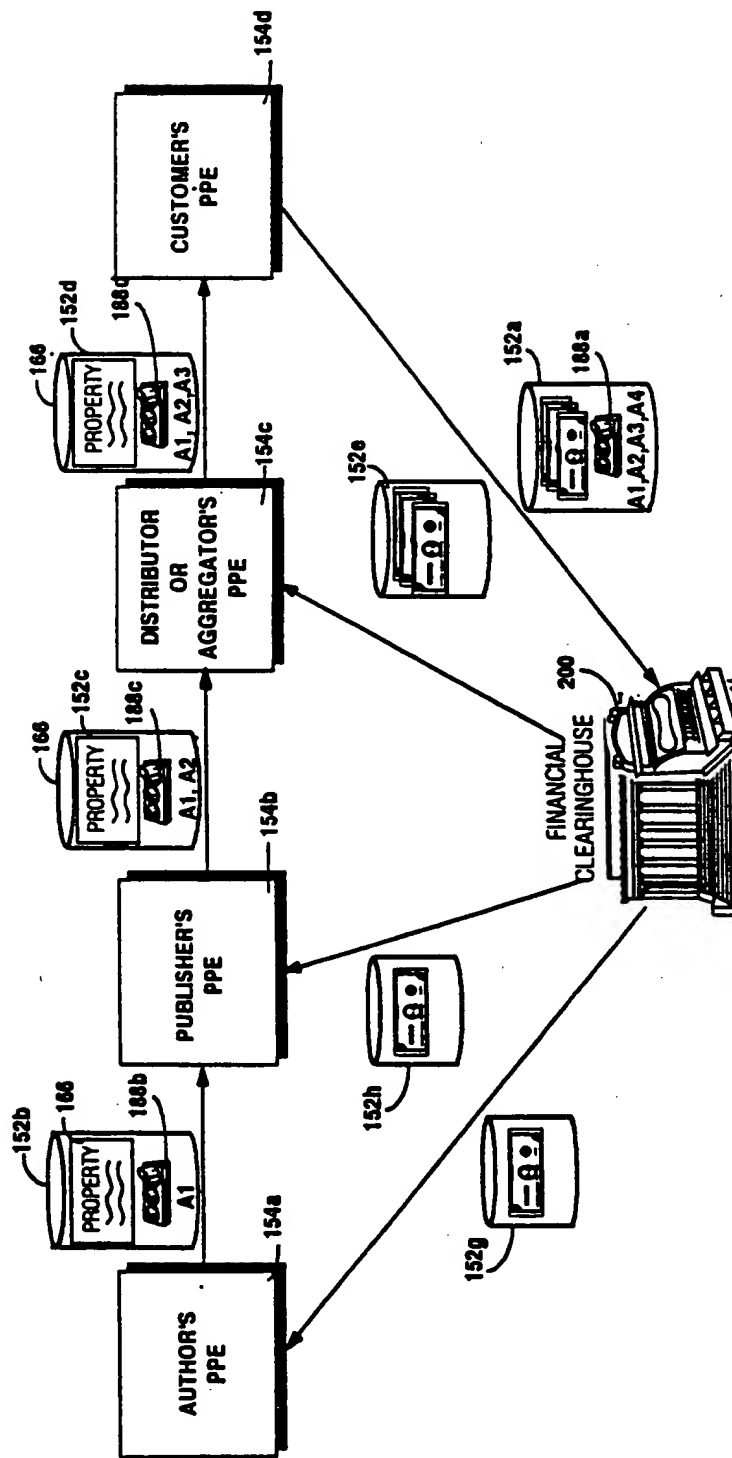 152b
166
PROPERTY
188b
A1
AUTHOR'S
PPE
154a
166
152c
PROPERTY
188c
A1, A2
PUBLISHER'S
PPE
154b
166
152d
PROPERTY
188d
A1, A2, A3
DISTRIBUTOR
OR
AGGREGATOR'S
PPE
154c
CUSTOMER'S
PPE
154d
152g
152h
152e
152a
188a
A1,A2,A3,A4
FINANCIAL
CLEARINGHOUSE
200